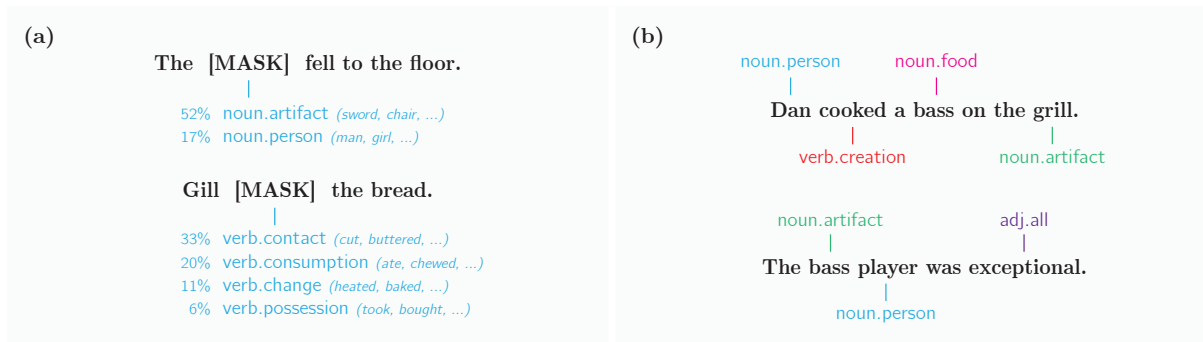 (a)
The [MASK] fell to the floor.
52% noun.artifact (sword, chair, ...)
17% noun.person (man, girl, ...)
Gill [MASK] the bread.
33% verb.contact (cut, buttered, ...)
20% verb.consumption (ate, chewed, ...)
11% verb.change (heated, baked, ...)
6% verb.possession (took, bought, ...)
(b)
noun.person noun.food
Dan cooked a bass on the grill.
verb.creation noun.artifact
noun.artifact adj.all
The bass player was exceptional.
noun.person